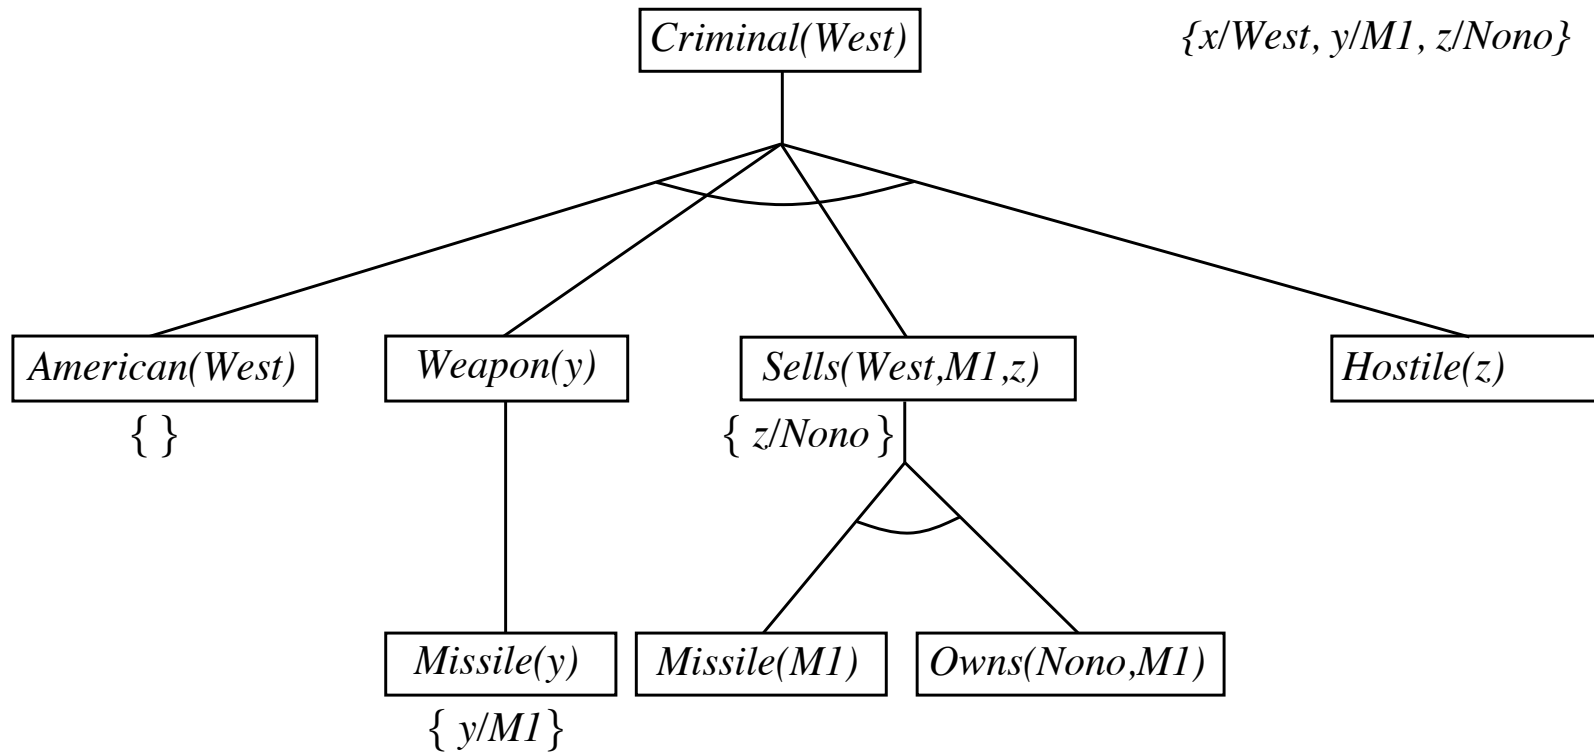 Criminal(West)
{x/West, y/M1, z/Nono}
American(West)
Weapon(y)
Sells(West,M1,z)
Hostile(z)
{ }
{ z/Nono }
Missile(y)
Missile(M1)
Owns(Nono,M1)
{ y/M1 }